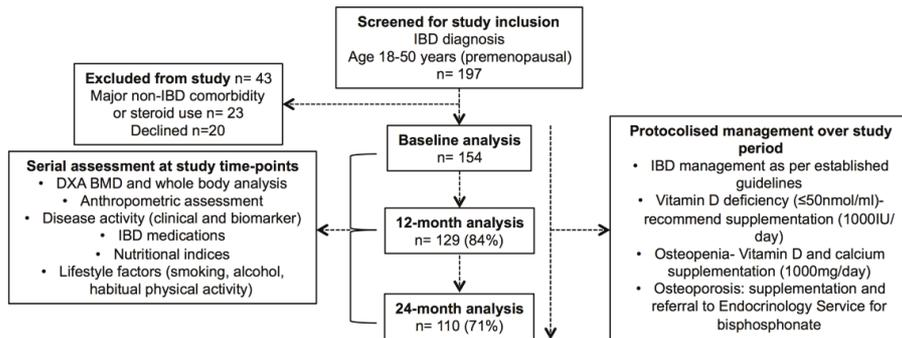 Screened for study inclusion
IBD diagnosis
Age 18-50 years (premenopausal)
n= 197
Excluded from study n= 43
Major non-IBD comorbidity
or steroid use n= 23
Declined n=20
Baseline analysis
n= 154
Serial assessment at study time-points
• DXA BMD and whole body analysis
• Anthropometric assessment
• Disease activity (clinical and biomarker)
• IBD medications
• Nutritional indices
• Lifestyle factors (smoking, alcohol,
habitual physical activity)
12-month analysis
n= 129 (84%)
24-month analysis
n= 110 (71%)
Protocolised management over study
period
• IBD management as per established
guidelines
• Vitamin D deficiency (≤50nmol/ml)-
recommend supplementation (1000IU/
day)
• Osteopenia- Vitamin D and calcium
supplementation (1000mg/day)
• Osteoporosis: supplementation and
referral to Endocrinology Service for
bisphosphonate